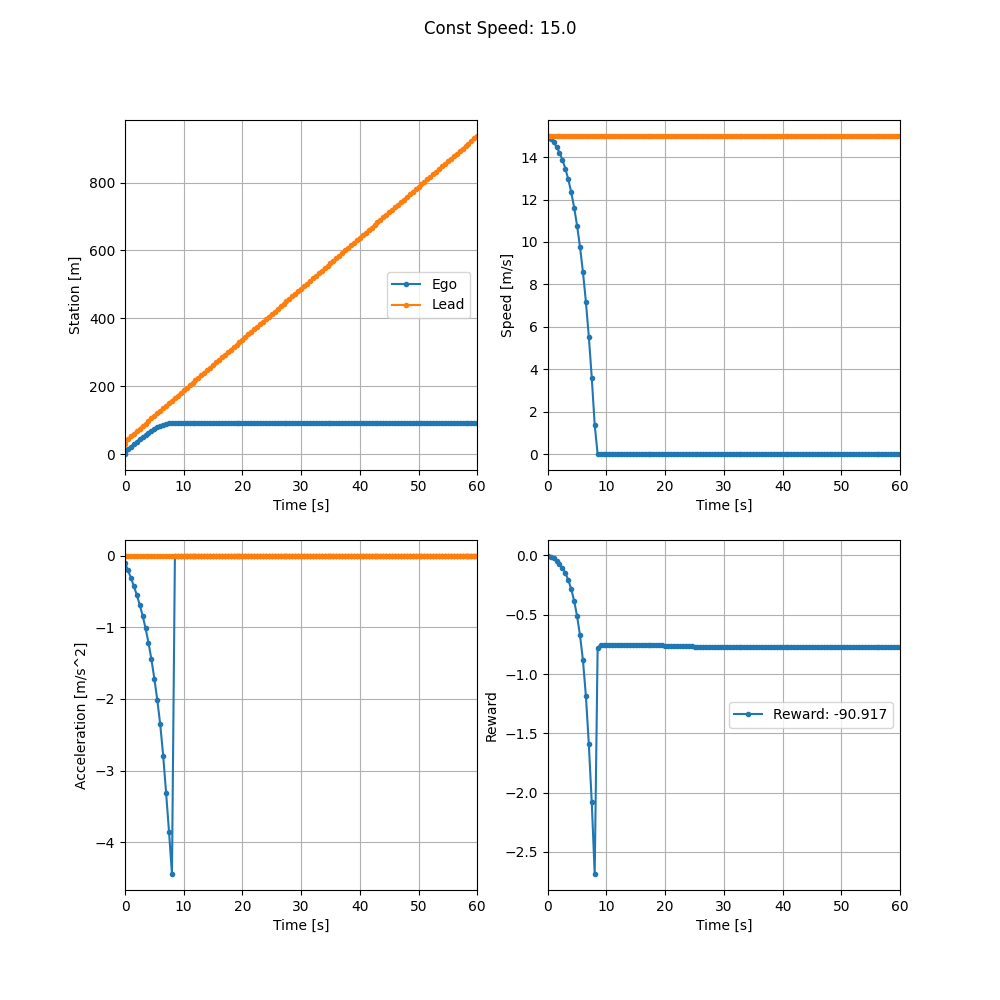 Const Speed: 15.0
Station [m]
800
600
400
200
0
Ego
Lead
0 10 20 30 40 50 60
Time [s]
Speed [m/s]
14
12
10
8
6
4
2
0
0 10 20 30 40 50 60
Time [s]
Acceleration [m/s^2]
0
−1
−2
−3
−4
0 10 20 30 40 50 60
Time [s]
Reward
0.0
−0.5
−1.0
−1.5
−2.0
−2.5
Reward: -90.917
0 10 20 30 40 50 60
Time [s]